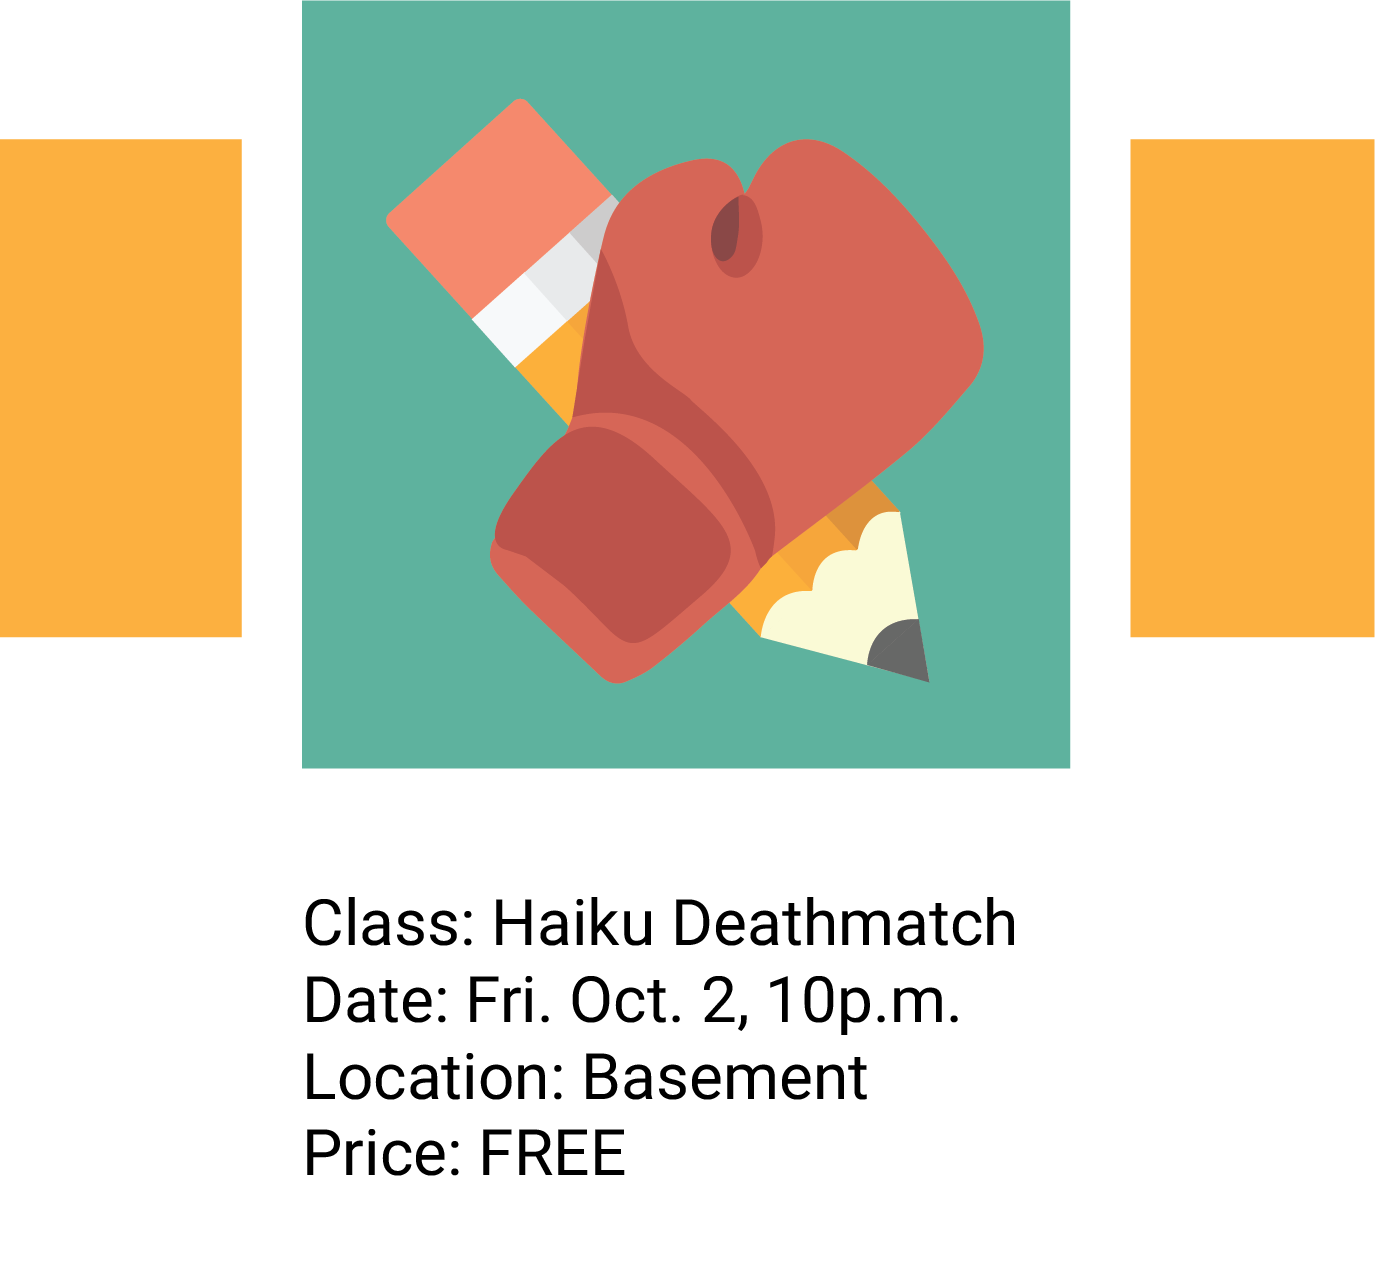 Class: Haiku Deathmatch
Date: Fri. Oct. 2, 10p.m.
Location: Basement
Price: FREE